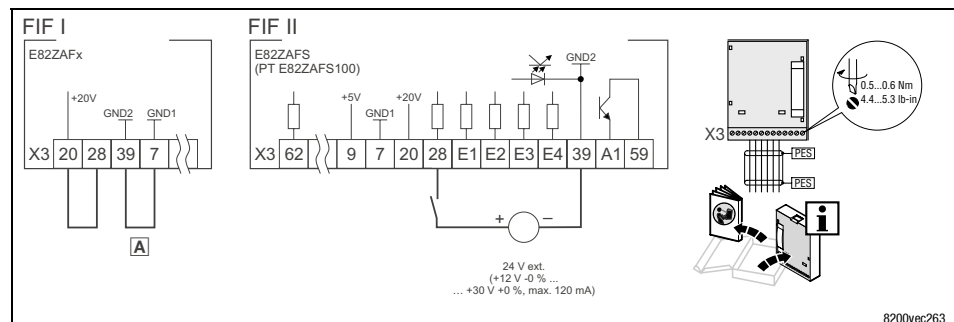 FIF I
E82ZAFx
+20V
GND2
GND1
X3 20 28 39 7
A
FIF II
E82ZAFS
(PT E82ZAFS100)
GND2
+5V
GND1
+20V
X3 62 9 7 20 28 E1 E2 E3 E4 39 A1 59
+ –
24 V ext.
(+12 V -0 % ...
... +30 V +0 %, max. 120 mA)
0.5...0.6 Nm
4.4...5.3 lb-in
X3
PES
PES
i
8200vec263